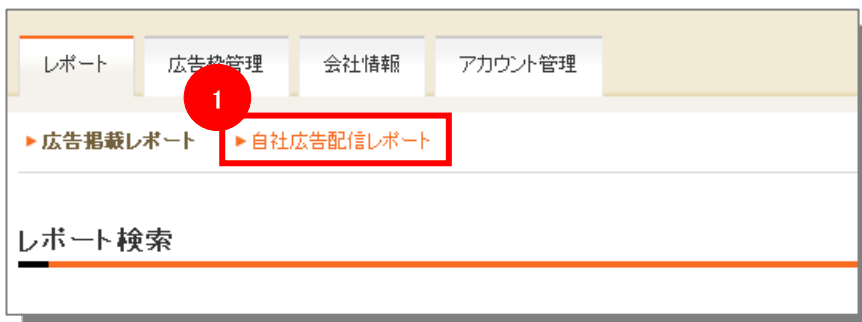 レポート 広告枠管理 会社情報 アカウント管理
1
広告掲載レポート 自社広告配信レポート
レポート検索